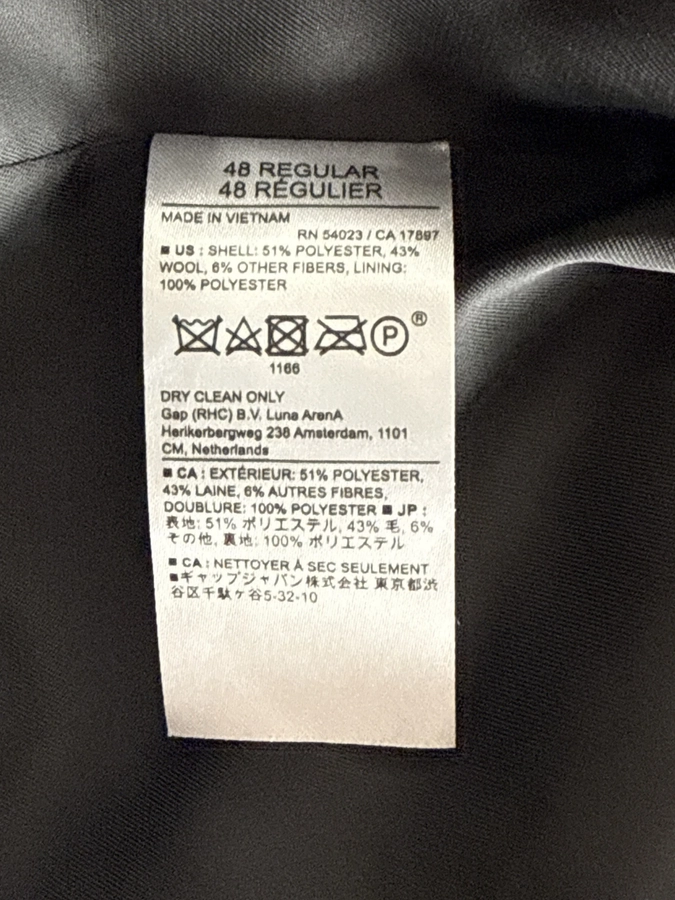 48 REGULAR
48 RÉGULIER
MADE IN VIETNAM
RN 54023 / CA 17897
■ US : SHELL: 51% POLYESTER, 43%
WOOL, 6% OTHER FIBERS, LINING:
100% POLYESTER
P ®
1166
DRY CLEAN ONLY
Gap (RHC) B.V. Luna ArenA
Herikerbergweg 238 Amsterdam, 1101
CM, Netherlands
■ CA : EXTÉRIEUR: 51% POLYESTER,
43% LAINE, 6% AUTRES FIBRES,
DOUBLURE: 100% POLYESTER ■ JP :
表地: 51% ポリエステル, 43% 毛, 6%
その他, 裏地: 100% ポリエステル
■ CA : NETTOYER À SEC SEULEMENT
■ギャップジャパン株式会社 東京都渋
谷区千駄ヶ谷5-32-10